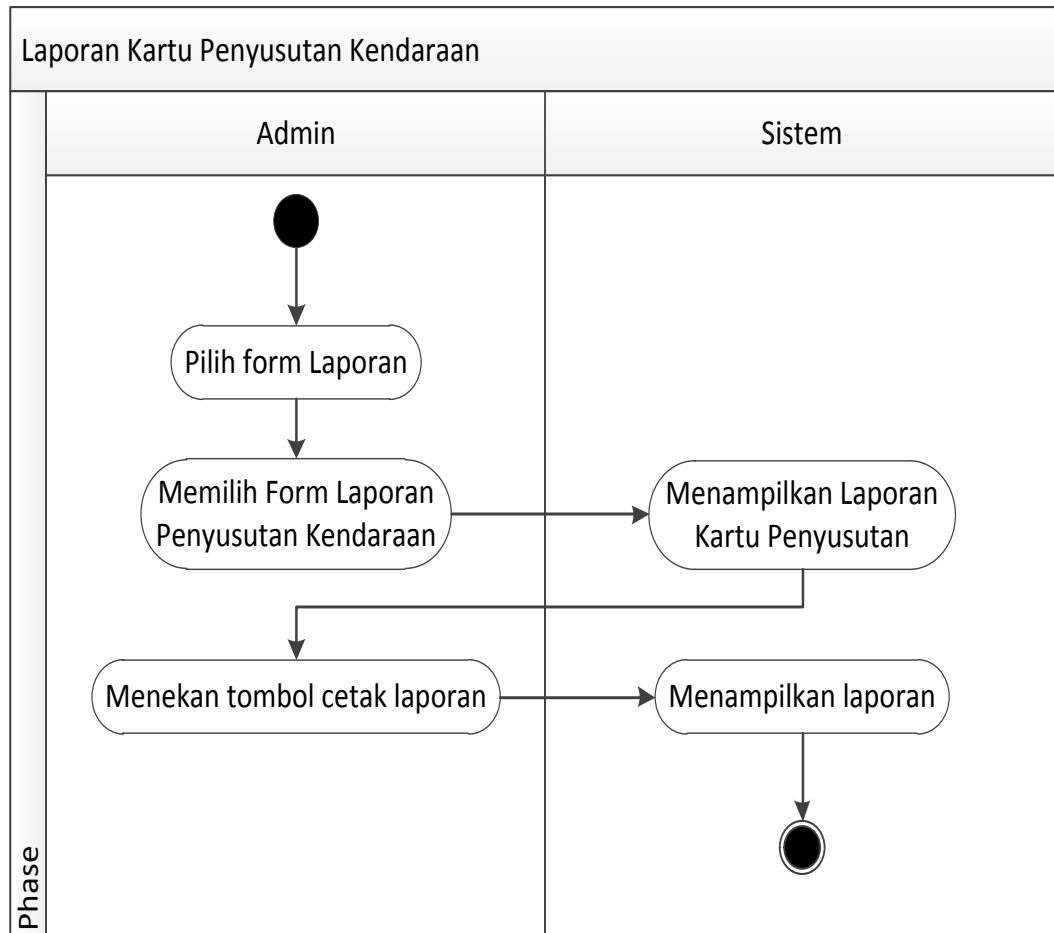 Laporan Kartu Penyusutan Kendaraan
Admin
Sistem
Pilih form Laporan
Memilih Form Laporan
Penyusutan Kendaraan
Menampilkan Laporan
Kartu Penyusutan
Menekan tombol cetak laporan
Menampilkan laporan
Phase